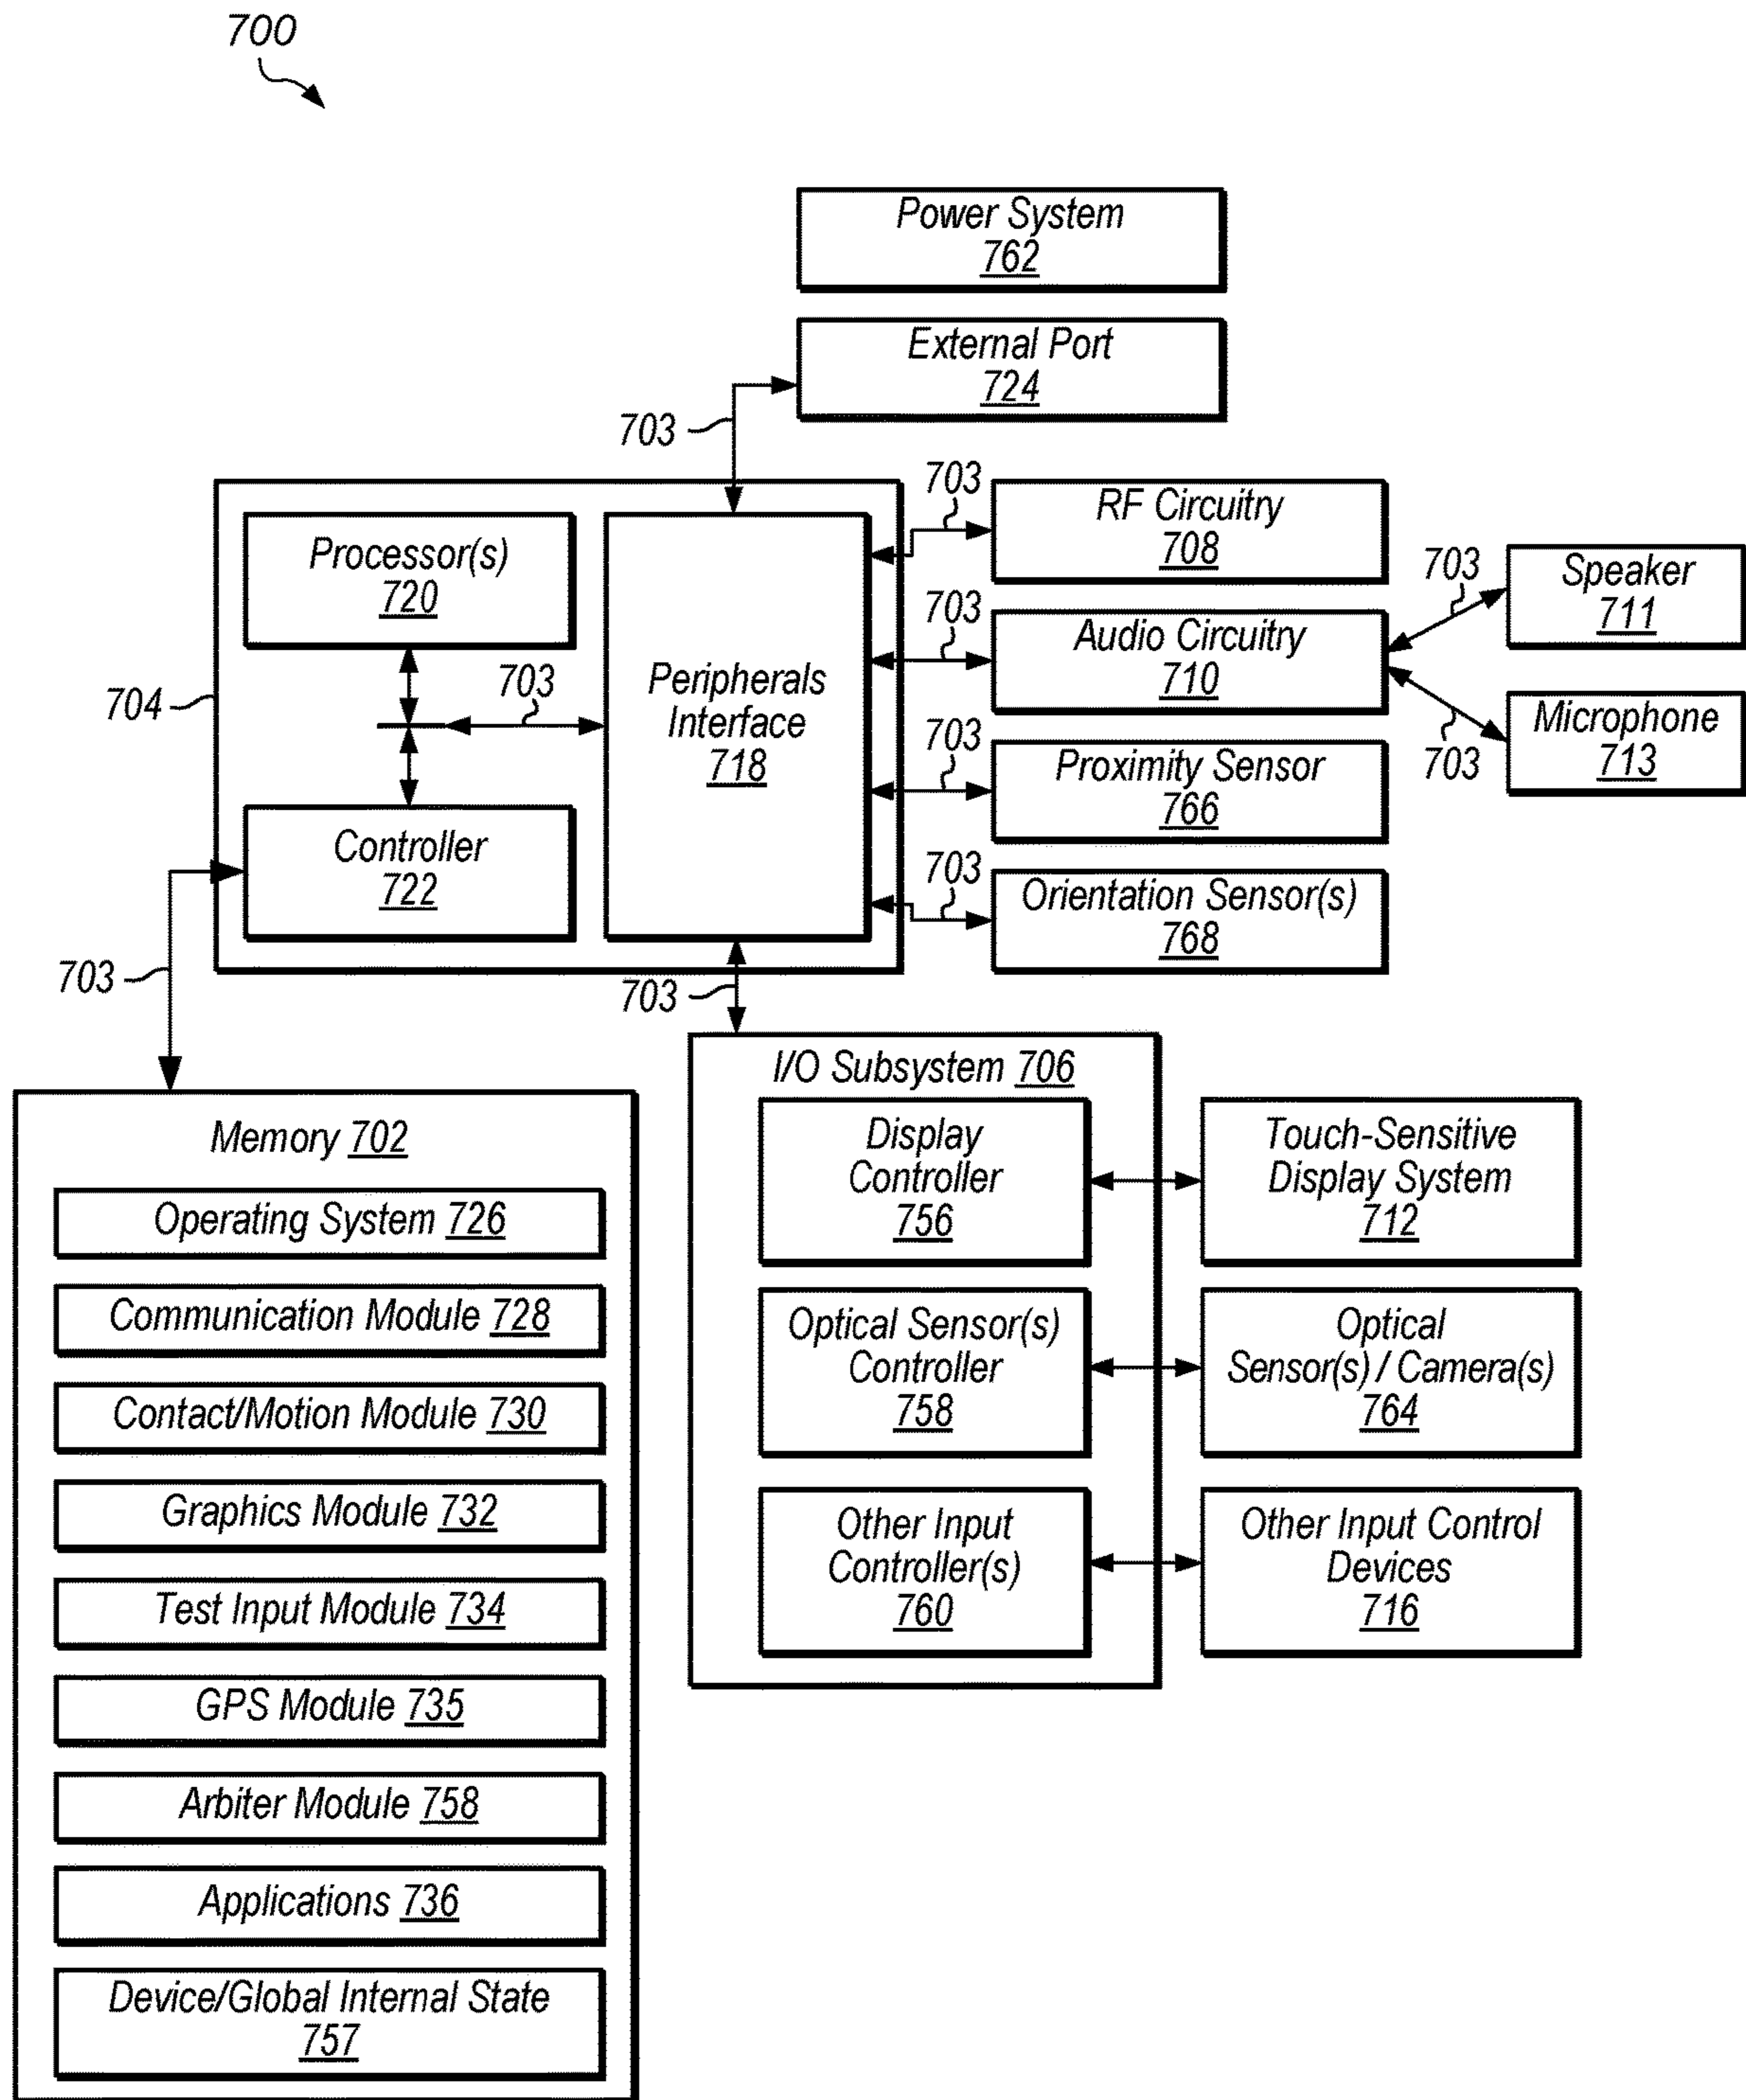 700
Power System
762
External Port
724
703
703
RF Circuitry
708
Processor(s)
720
703
Audio Circuitry
710
703
Speaker
711
704
703
Peripherals
Interface
718
703
Proximity Sensor
766
703
Microphone
713
Controller
722
703
Orientation Sensor(s)
768
703
703
Memory 702
Operating System 726
Communication Module 728
Contact/Motion Module 730
Graphics Module 732
Test Input Module 734
GPS Module 735
Arbiter Module 758
Applications 736
Device/Global Internal State
757
I/O Subsystem 706
Display
Controller
756
Touch-Sensitive
Display System
712
Optical Sensor(s)
Controller
758
Optical
Sensor(s) / Camera(s)
764
Other Input
Controller(s)
760
Other Input Control
Devices
716